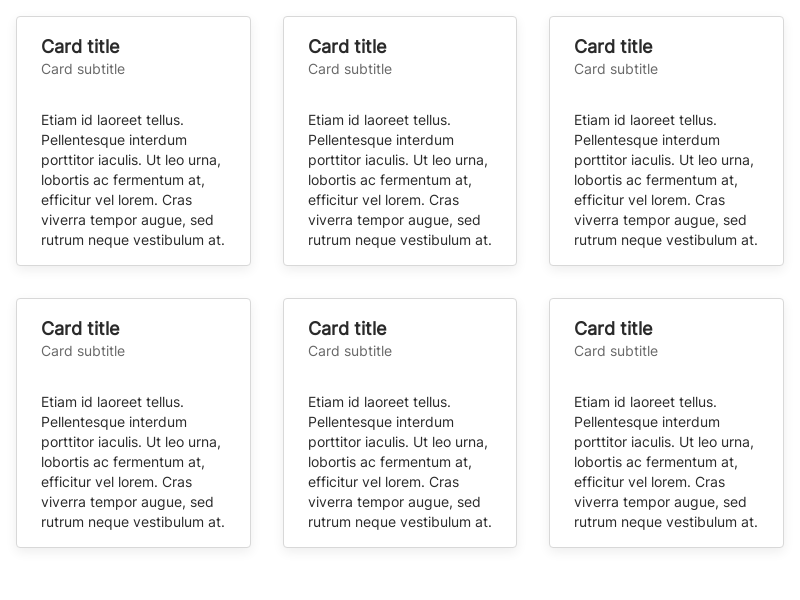 Card title
Card subtitle
Etiam id laoreet tellus.
Pellentesque interdum
porttitor iaculis. Ut leo urna,
lobortis ac fermentum at,
efficitur vel lorem. Cras
viverra tempor augue, sed
rutrum neque vestibulum at.
Card title
Card subtitle
Etiam id laoreet tellus.
Pellentesque interdum
porttitor iaculis. Ut leo urna,
lobortis ac fermentum at,
efficitur vel lorem. Cras
viverra tempor augue, sed
rutrum neque vestibulum at.
Card title
Card subtitle
Etiam id laoreet tellus.
Pellentesque interdum
porttitor iaculis. Ut leo urna,
lobortis ac fermentum at,
efficitur vel lorem. Cras
viverra tempor augue, sed
rutrum neque vestibulum at.
Card title
Card subtitle
Etiam id laoreet tellus.
Pellentesque interdum
porttitor iaculis. Ut leo urna,
lobortis ac fermentum at,
efficitur vel lorem. Cras
viverra tempor augue, sed
rutrum neque vestibulum at.
Card title
Card subtitle
Etiam id laoreet tellus.
Pellentesque interdum
porttitor iaculis. Ut leo urna,
lobortis ac fermentum at,
efficitur vel lorem. Cras
viverra tempor augue, sed
rutrum neque vestibulum at.
Card title
Card subtitle
Etiam id laoreet tellus.
Pellentesque interdum
porttitor iaculis. Ut leo urna,
lobortis ac fermentum at,
efficitur vel lorem. Cras
viverra tempor augue, sed
rutrum neque vestibulum at.